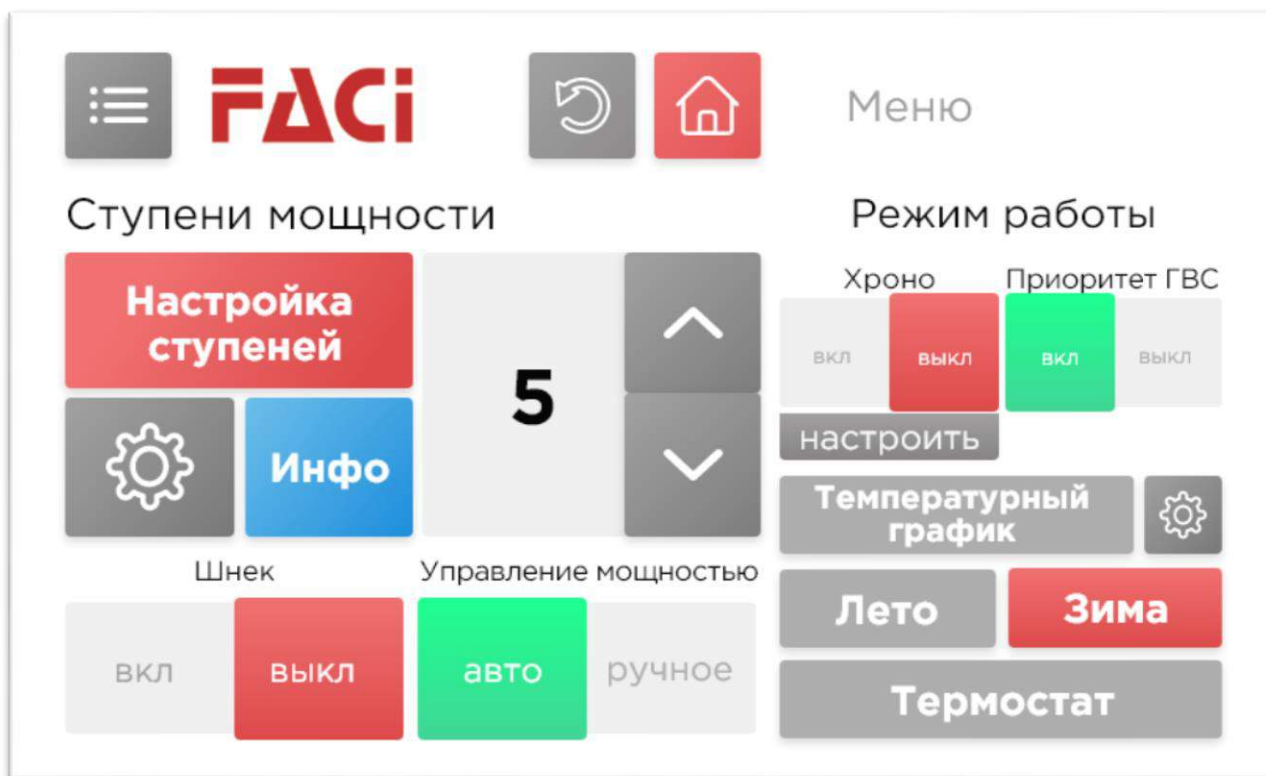 FACi
Меню
Ступени мощности
Режим работы
Настройка
ступеней
5
Инфо
Хроно
Приоритет ГВС
вкл
выкл
вкл
выкл
настроить
Температурный
график
Лето
Зима
Термостат
Шнек
Управление мощностью
вкл
выкл
авто
ручное